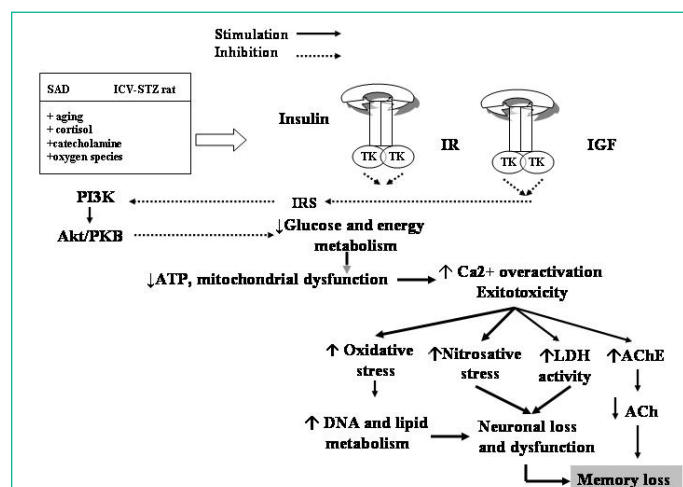 Stimulation
Inhibition
SAD ICV-STZ rat
+ aging
+ cortisol
+catecholamine
+oxygen species
Insulin
IR
IGF
TK TK
TK TK
PI3K
IRS
Akt/PKB
↓Glucose and energy
metabolism
↓ATP, mitochondrial dysfunction
↑ Ca2+ overactivation
Exitotoxicity
↑ Oxidative
stress
↑Nitrosative
stress
↑LDH
activity
↑AChE
↓ ACh
↑ DNA and lipid
metabolism
Neuronal loss
and dysfunction
Memory loss